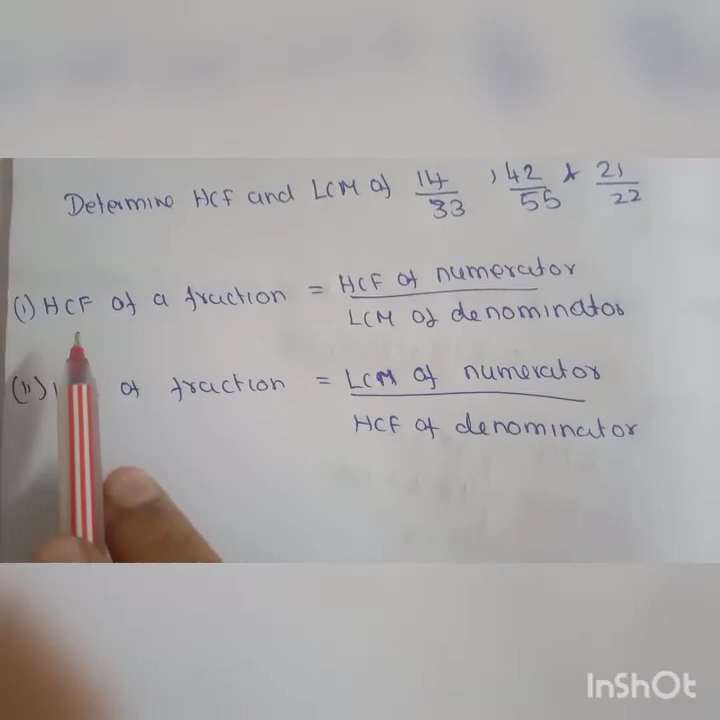 Determine HCF and LCM of 14/33 , 42/55 & 21/22
(i) HCF of a fraction = HCF of numerator / LCM of denominator
(ii) of fraction = LCM of numerator / HCF of denominator
InShOt